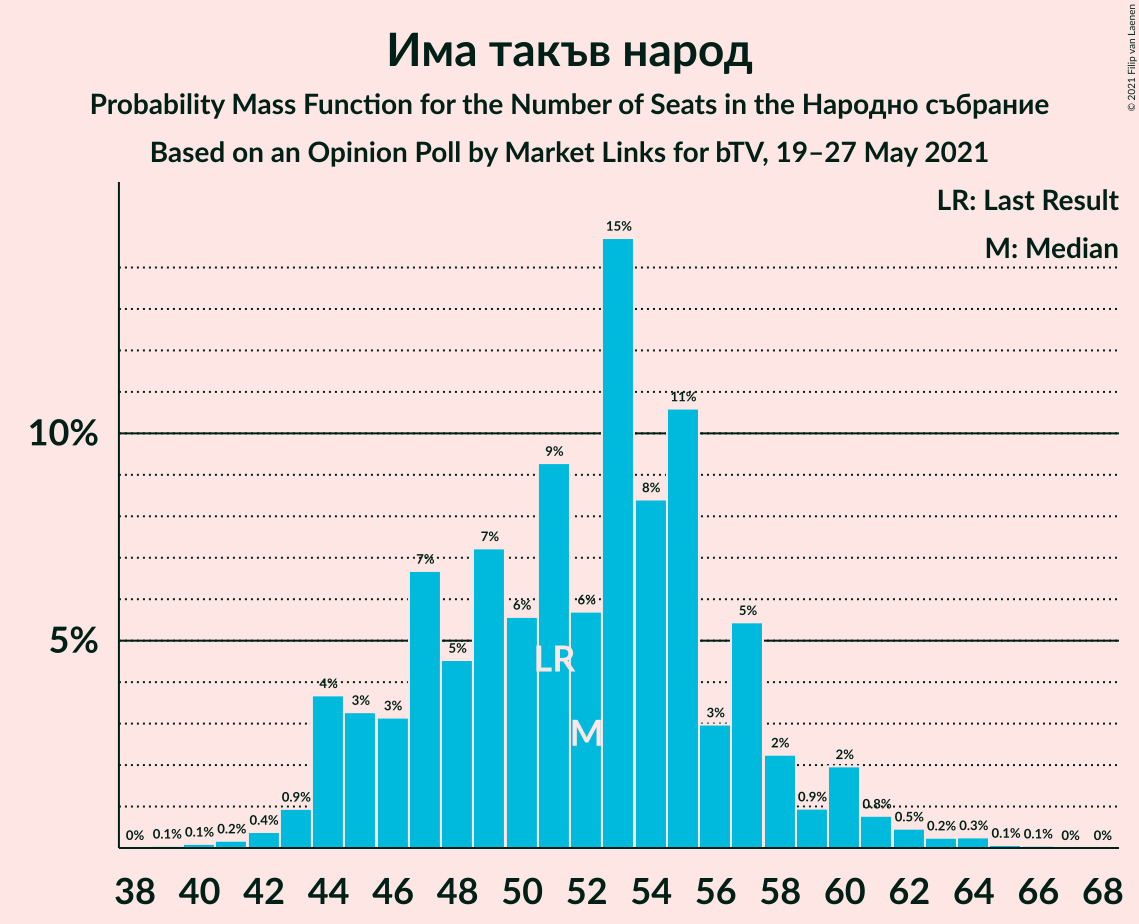 Има такъв народ
Probability Mass Function for the Number of Seats in the Народно събрание
Based on an Opinion Poll by Market Links for bTV, 19–27 May 2021
© 2021 Filip van Laenen
LR: Last Result
M: Median
10%
5%
0% 0.1% 0.1% 0.2% 0.4% 0.9% 4% 3% 3% 7% 5% 7% 6% 9% 6% 15% 8% 11% 3% 5% 2% 0.9% 2% 0.8% 0.5% 0.2% 0.3% 0.1% 0.1% 0% 0%
LR
M
38 40 42 44 46 48 50 52 54 56 58 60 62 64 66 68